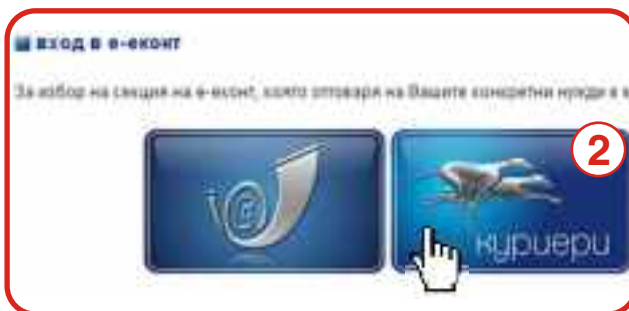 вход в е-еконт
За избор на секция на е-еконт, която отговаря на Вашите конкретни нужди в
2
куриери